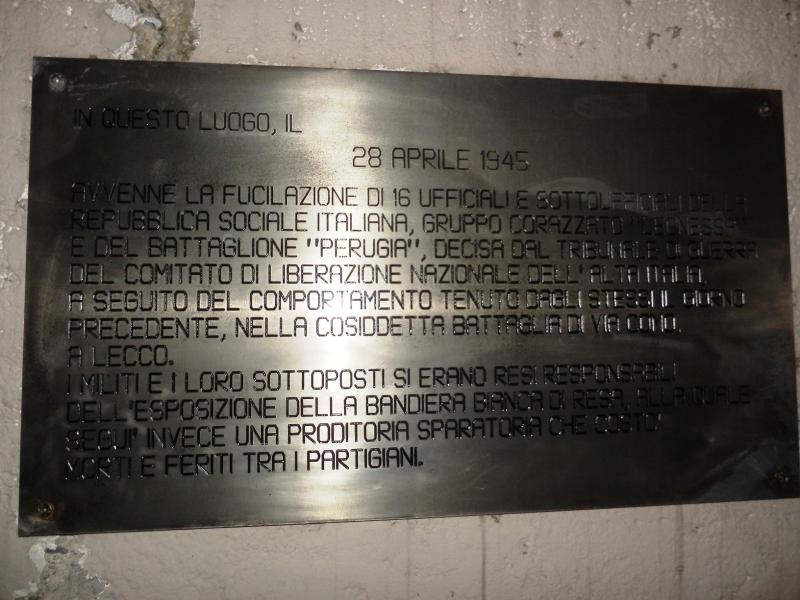 IN QUESTO LUOGO, IL
28 APRILE 1945
AVVENNE LA FUCILAZIONE DI 16 UFFICIALI E SOTTOUFFICIALI DELLA
REPUBBLICA SOCIALE ITALIANA, GRUPPO CORAZZATO "LEONESSA"
E DEL BATTAGLIONE "PERUGIA", DECISA DAL TRIBUNALE DI GUERRA
DEL COMITATO DI LIBERAZIONE NAZIONALE DELL'ALTA ITALIA,
A SEGUITO DEL COMPORTAMENTO TENUTO DAGLI STESSI IL GIORNO
PRECEDENTE, NELLA COSIDDETTA BATTAGLIA DI VIA COMO,
A LECCO.
I MILITI E I LORO SOTTOPOSTI SI ERANO RESI RESPONSABILI
DELL'ESPOSIZIONE DELLA BANDIERA BIANCA DI RESA, ALLA QUALE
SEGUI' INVECE UNA PRODITORIA SPARATORIA CHE COSTO'
MORTI E FERITI TRA I PARTIGIANI.